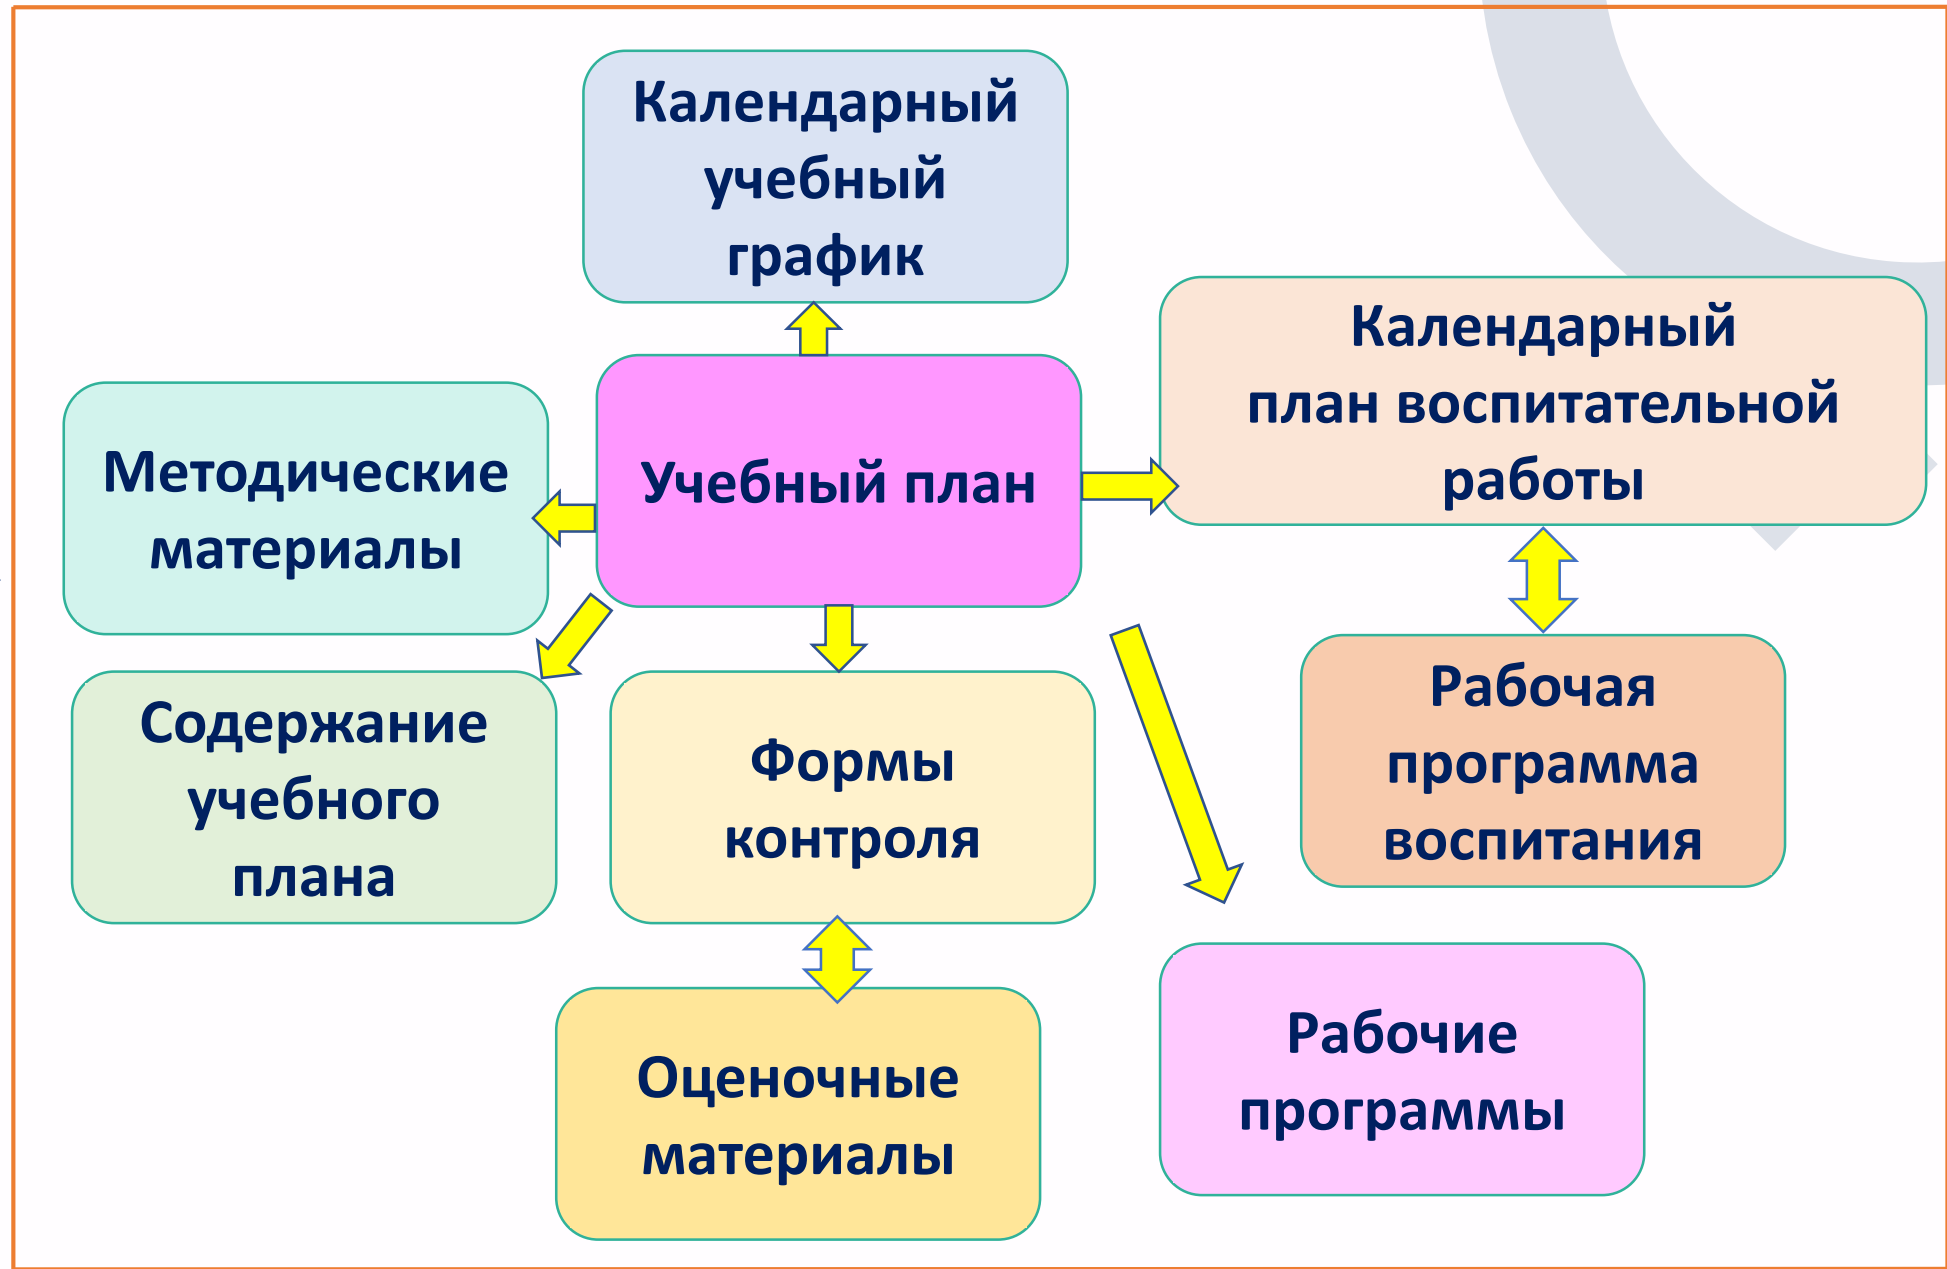 Календарный
учебный
график
Календарный
план воспитательной
работы
Методические
материалы
Учебный план
Содержание
учебного
плана
Формы
контроля
Рабочая
программа
воспитания
Оценочные
материалы
Рабочие
программы